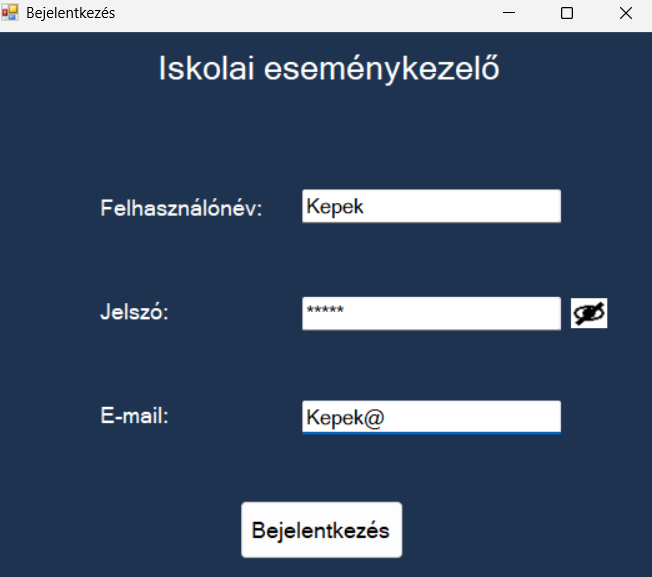 Bejelentkezés
Iskolai eseménykezelő
Felhasználónév: Kepek
Jelszó: *****
E-mail: Kepek@
Bejelentkezés